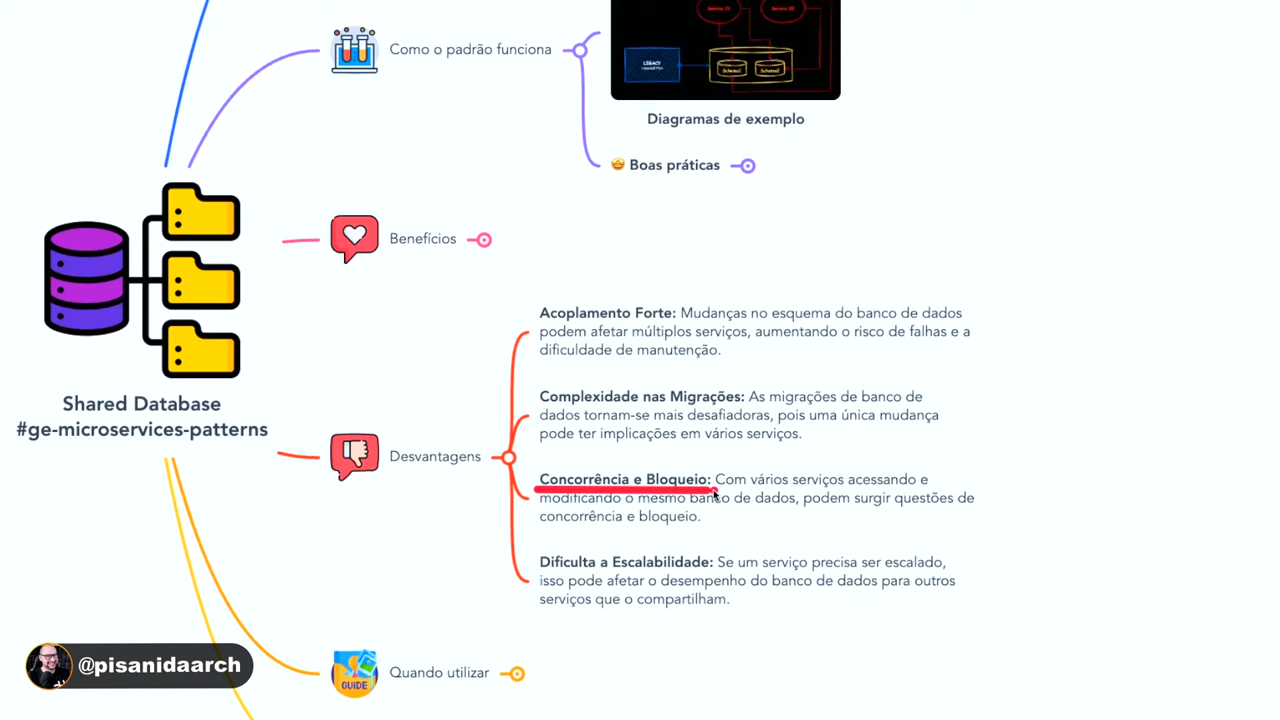 Como o padrão funciona
LEGACY
Schema1
Schema2
Diagramas de exemplo
Boas práticas
Benefícios
Acoplamento Forte: Mudanças no esquema do banco de dados
podem afetar múltiplos serviços, aumentando o risco de falhas e a
dificuldade de manutenção.
Complexidade nas Migrações: As migrações de banco de
dados tornam-se mais desafiadoras, pois uma única mudança
pode ter implicações em vários serviços.
Shared Database
#ge-microservices-patterns
Desvantagens
Concorrência e Bloqueio: Com vários serviços acessando e
modificando o mesmo banco de dados, podem surgir questões de
concorrência e bloqueio.
Dificulta a Escalabilidade: Se um serviço precisa ser escalado,
isso pode afetar o desempenho do banco de dados para outros
serviços que o compartilham.
@pisanidaarch
GUIDE
Quando utilizar